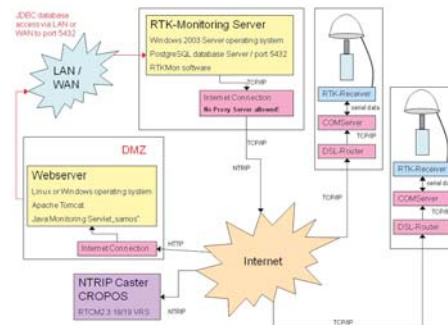 JDBC database
access via LAN or
WAN to port 5432
LAN /
WAN
RTK-Monitoring Server
Windows 2003 Server operating system
PostgreSQL database Server / port 5432
RTKMon software
TCP/IP
Internet Connection
No Proxy Server allowed!
TCP/IP
NTRIP
DMZ
Webserver
Linux or Windows operating system
Apache Tomcat
Java Monitoring Servlet„samos"
Internet Connection
HTTP
Internet
NTRIP Caster
CROPOS
RTCM2.3 18/19 VRS
NTRIP
RTK-Receiver
serial data
COMServer
TCP/IP
DSL-Router
TCP/IP
RTK-Receiver
serial data
COMServer
TCP/IP
DSL-Router
TCP/IP